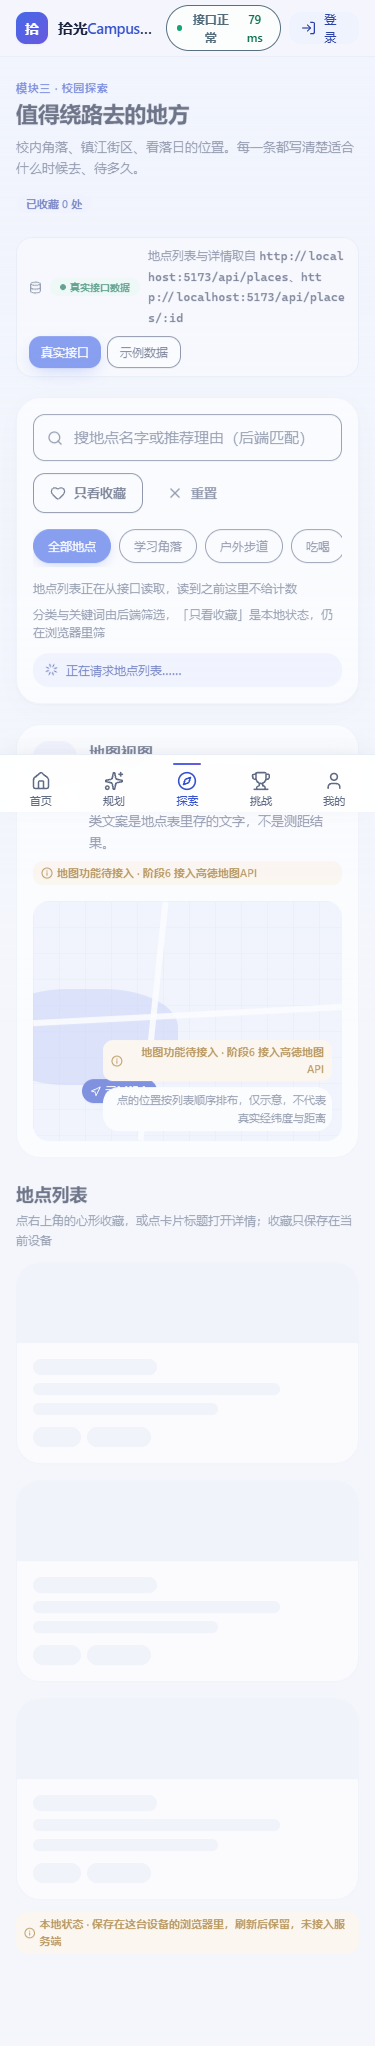 拾 拾光Campus... 接口正常 79 ms 登录
模块三 · 校园探索
值得绕路去的地方
校内角落、镇江街区、看落日的位置。每一条都写清楚适合
什么时候去、待多久。
已收藏 0 处
真实接口数据
地点列表与详情取自 http://local
host:5173/api/places、htt
p://localhost:5173/api/place
s/:id
真实接口 示例数据
搜地点名字或推荐理由（后端匹配）
只看收藏 重置
全部地点 学习角落 户外步道 吃喝
地点列表正在从接口读取，读到之前这里不给计数
分类与关键词由后端筛选，「只看收藏」是本地状态，仍
在浏览器里筛
正在请求地点列表......
地图视图
首页 规划 探索 挑战 我的
类文案是地点表里存的文字，不是测距结
果。
地图功能待接入 · 阶段6 接入高德地图API
地图功能待接入 · 阶段6 接入高德地图
API
点的位置按列表顺序排布，仅示意，不代表
真实经纬度与距离
地点列表
点右上角的心形收藏，或点卡片标题打开详情；收藏只保存在当
前设备
本地状态 · 保存在这台设备的浏览器里，刷新后保留，未接入服
务端